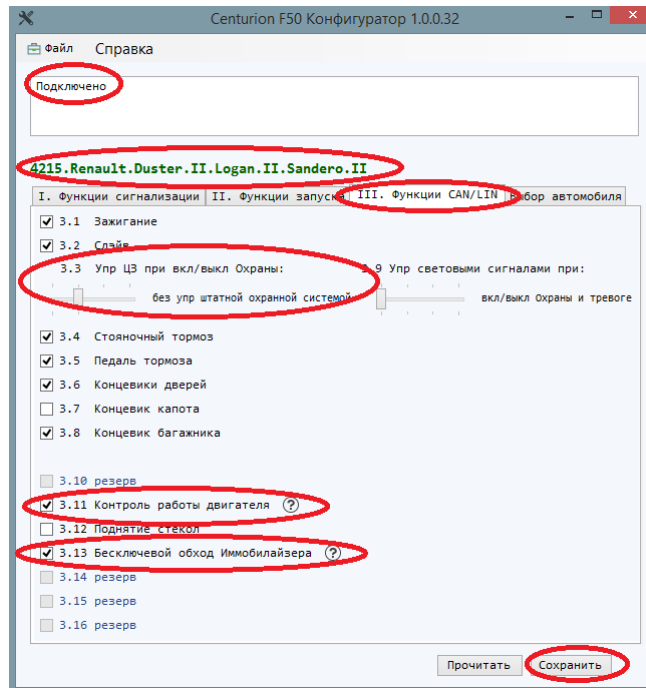 Centurion F50 Конфигуратор 1.0.0.32
Файл Справка
Подключено
4215.Renault.Duster.II.Logan.II.Sandero.II
I. Функции сигнализации II. Функции запуска III. Функции CAN/LIN Выбор автомобиля
3.1 Зажигание
3.2 Слэйв
3.3 Упр ЦЗ при вкл/выкл Охраны: 3.9 Упр световыми сигналами при:
без упр штатной охранной системой вкл/выкл Охраны и тревоге
3.4 Стояночный тормоз
3.5 Педаль тормоза
3.6 Концевики дверей
3.7 Концевик капота
3.8 Концевик багажника
3.10 резерв
3.11 Контроль работы двигателя ?
3.12 Поднятие стекол
3.13 Бесключевой обход Иммобилайзера ?
3.14 резерв
3.15 резерв
3.16 резерв
Прочитать Сохранить